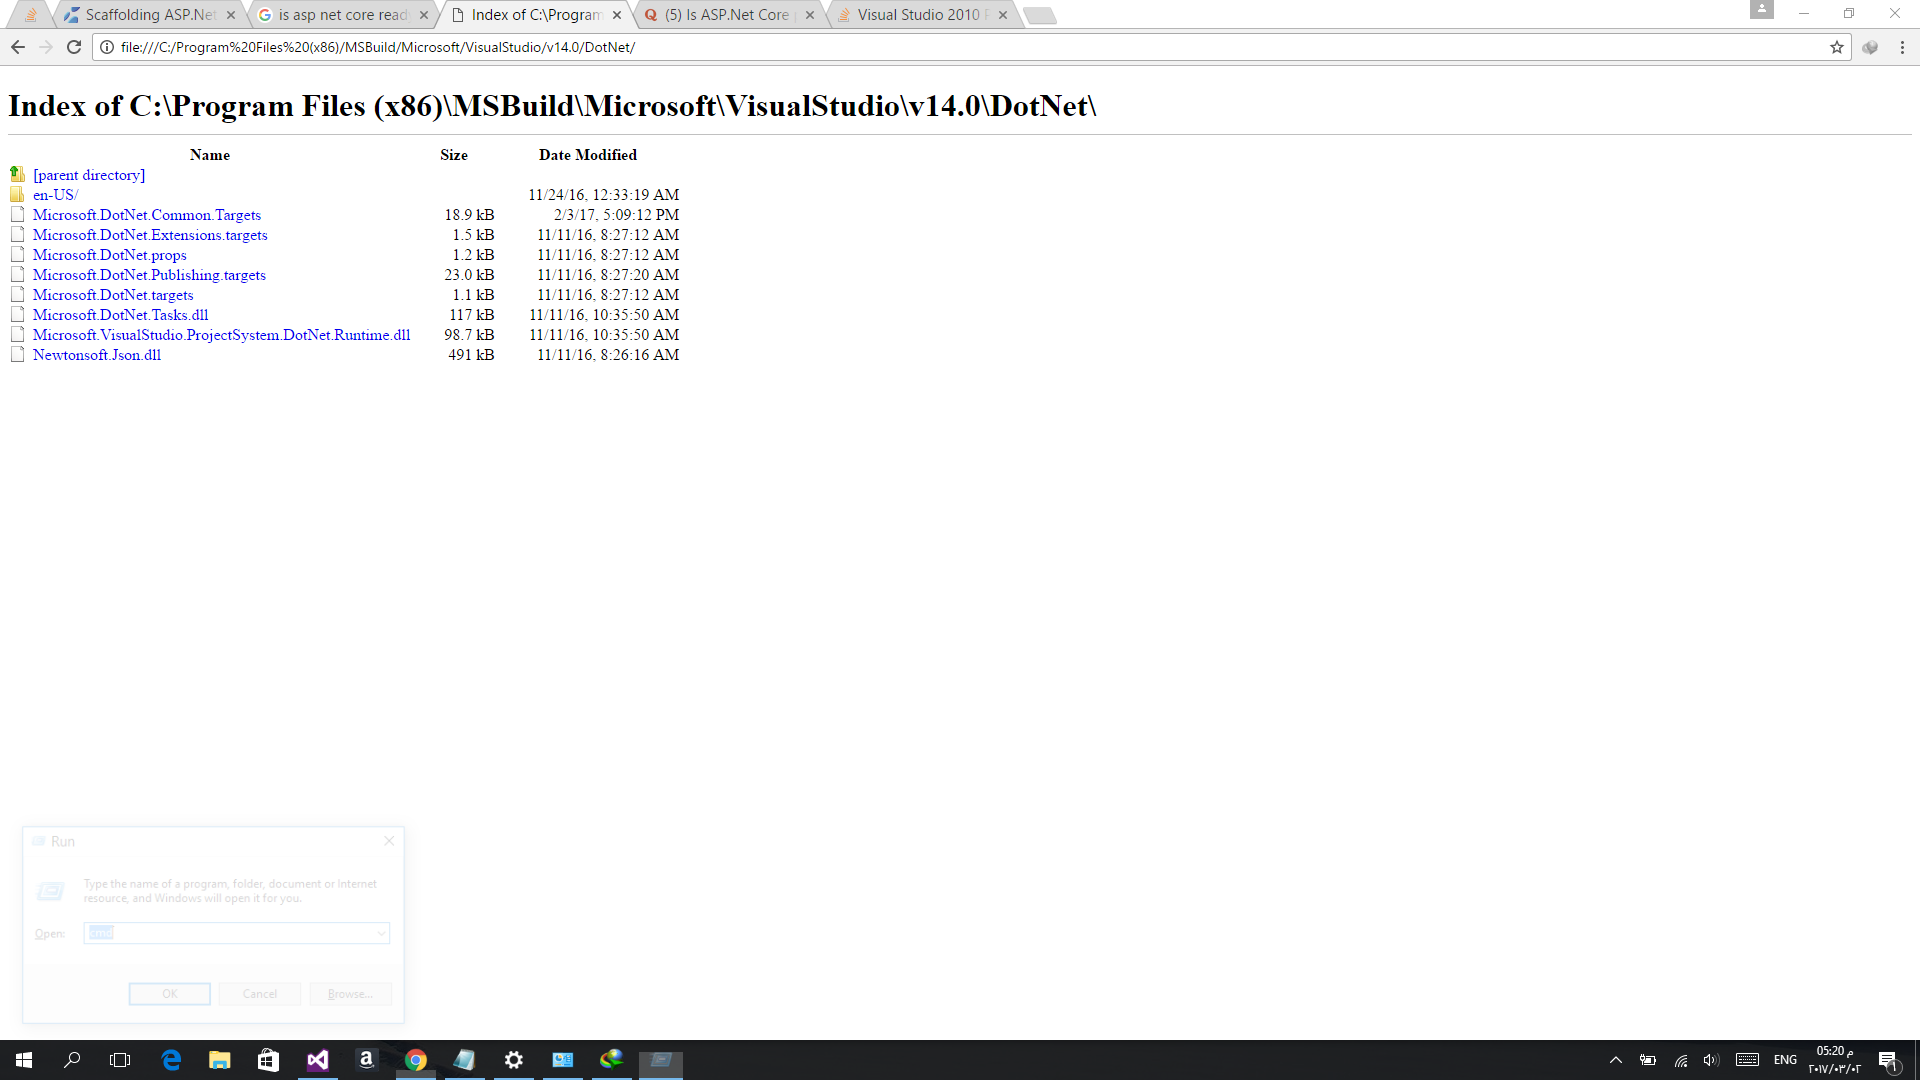 Scaffolding ASP.Net
is asp net core read
Index of C:\Program
(5) Is ASP.Net Core p
Visual Studio 2010 P
file:///C:/Program%20Files%20(x86)/MSBuild/Microsoft/VisualStudio/v14.0/DotNet/
Index of C:\Program Files (x86)\MSBuild\Microsoft\VisualStudio\v14.0\DotNet\
Name Size Date Modified
[parent directory]
en-US/ 11/24/16, 12:33:19 AM
Microsoft.DotNet.Common.Targets 18.9 kB 2/3/17, 5:09:12 PM
Microsoft.DotNet.Extensions.targets 1.5 kB 11/11/16, 8:27:12 AM
Microsoft.DotNet.props 1.2 kB 11/11/16, 8:27:12 AM
Microsoft.DotNet.Publishing.targets 23.0 kB 11/11/16, 8:27:20 AM
Microsoft.DotNet.targets 1.1 kB 11/11/16, 8:27:12 AM
Microsoft.DotNet.Tasks.dll 117 kB 11/11/16, 10:35:50 AM
Microsoft.VisualStudio.ProjectSystem.DotNet.Runtime.dll 98.7 kB 11/11/16, 10:35:50 AM
Newtonsoft.Json.dll 491 kB 11/11/16, 8:26:16 AM
Run
Type the name of a program, folder, document or Internet
resource, and Windows will open it for you.
Open: cmd
OK Cancel Browse...
ENG
05:20 م
٢٠١٧/٠٣/٠٢